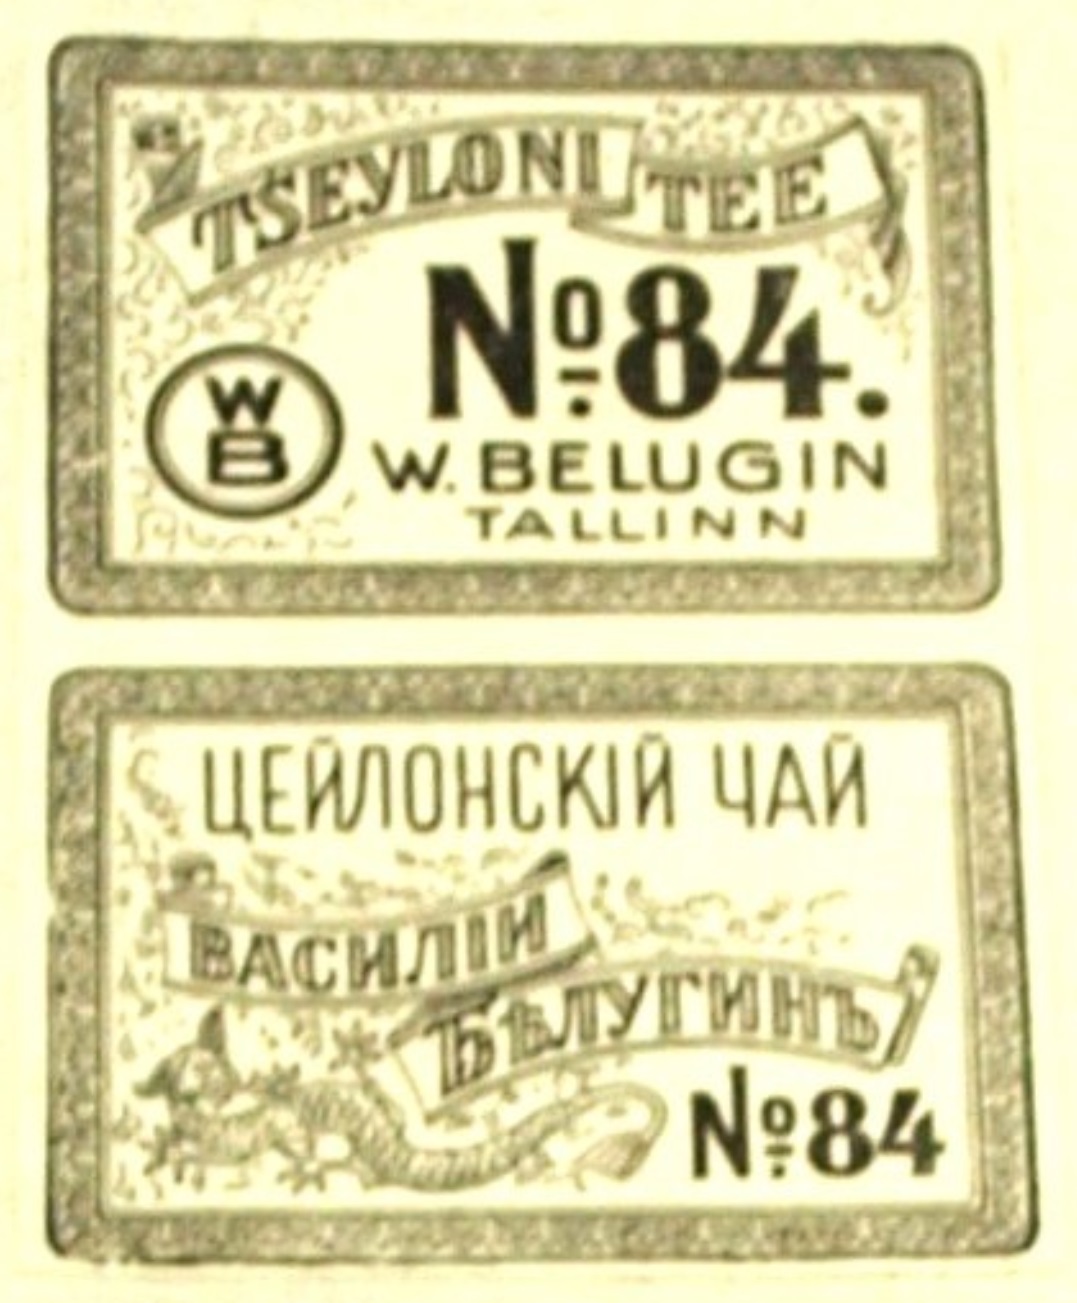 TSEYLONI TEE
№84.
W
B
W. BELUGIN
TALLINN
ЦЕЙЛОНСКІЙ ЧАЙ
ВАСИЛІЙ
БѢЛУГИНЪ
№84